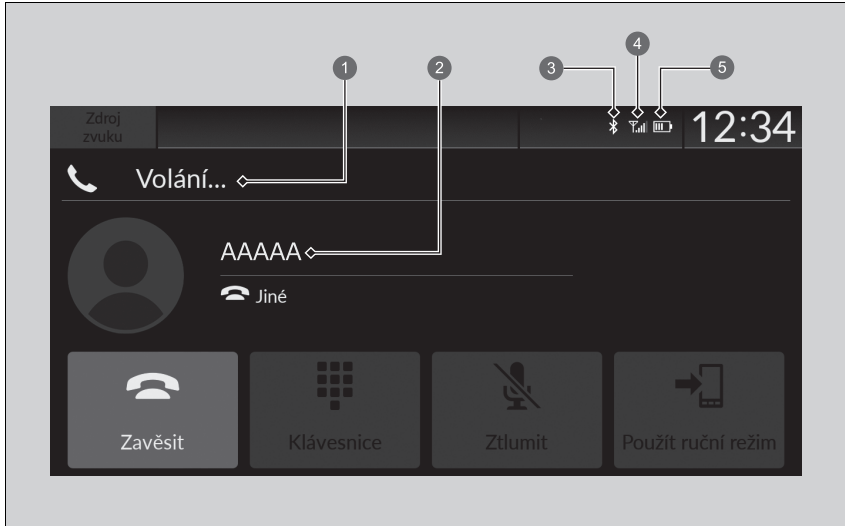 1
2
3
4
5
Zdroj
zvuku
12:34
Volání...
AAAAA
Jiné
Zavěsit
Klávesnice
Ztlumit
Použít ruční režim